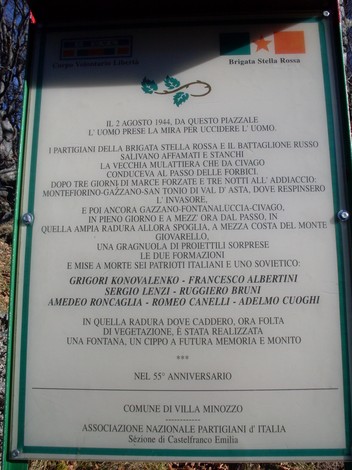 Corpo Volontario Libertà
Brigata Stella Rossa
IL 2 AGOSTO 1944, DA QUESTO PIAZZALE
L' UOMO PRESE LA MIRA PER UCCIDERE L' UOMO.
I PARTIGIANI DELLA BRIGATA STELLA ROSSA E IL BATTAGLIONE RUSSO
SALIVANO AFFAMATI E STANCHI
LA VECCHIA MULATTIERA CHE DA CIVAGO
CONDUCEVA AL PASSO DELLE FORBICI.
DOPO TRE GIORNI DI MARCE FORZATE E TRE NOTTI ALL' ADDIACCIO:
MONTEFIORINO-GAZZANO-SAN TONIO DI VAL D' ASTA, DOVE RESPINSERO
L' INVASORE,
E POI ANCORA GAZZANO-FONTANALUCCIA-CIVAGO,
IN PIENO GIORNO E A MEZZ' ORA DAL PASSO, IN
QUELLA AMPIA RADURA ALLORA SPOGLIA, A MEZZA COSTA DEL MONTE
GIOVARELLO,
UNA GRAGNUOLA DI PROIETTILI SORPRESE
LE DUE FORMAZIONI
E MISE A MORTE SEI PATRIOTI ITALIANI E UNO SOVIETICO:
GRIGORI KONOVALENKO - FRANCESCO ALBERTINI
SERGIO LENZI - RUGGIERO BRUNI
AMEDEO RONCAGLIA - ROMEO CANELLI - ADELMO CUOGHI
IN QUELLA RADURA DOVE CADDERO, ORA FOLTA
DI VEGETAZIONE, È STATA REALIZZATA
UNA FONTANA, UN CIPPO A FUTURA MEMORIA E MONITO
***
NEL 55° ANNIVERSARIO
COMUNE DI VILLA MINOZZO
-------------
ASSOCIAZIONE NAZIONALE PARTIGIANI d' ITALIA
Sèzione di Castelfranco Emilia